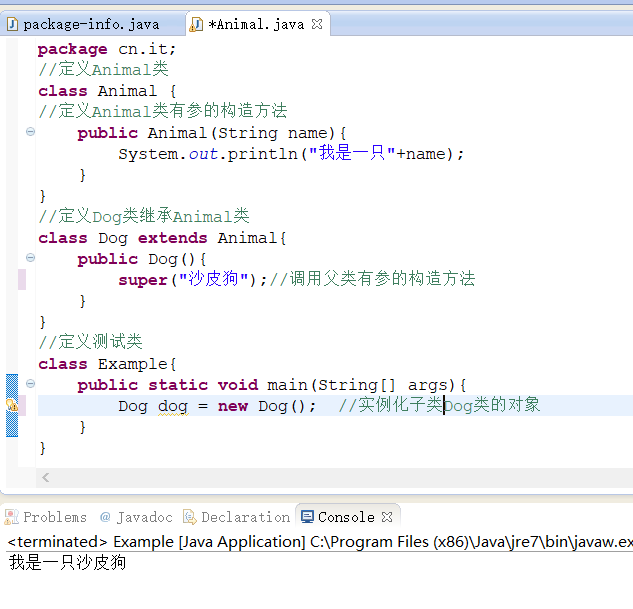 package-info.java *Animal.java
package cn.it;
//定义Animal类
class Animal {
//定义Animal类有参的构造方法
public Animal(String name){
System.out.println("我是一只"+name);
}
}
//定义Dog类继承Animal类
class Dog extends Animal{
public Dog(){
super("沙皮狗");//调用父类有参的构造方法
}
}
//定义测试类
class Example{
public static void main(String[] args){
Dog dog = new Dog();  //实例化子类Dog类的对象
}
}
Problems @ Javadoc Declaration Console
<terminated> Example [Java Application] C:\Program Files (x86)\Java\jre7\bin\javaw.ex
我是一只沙皮狗